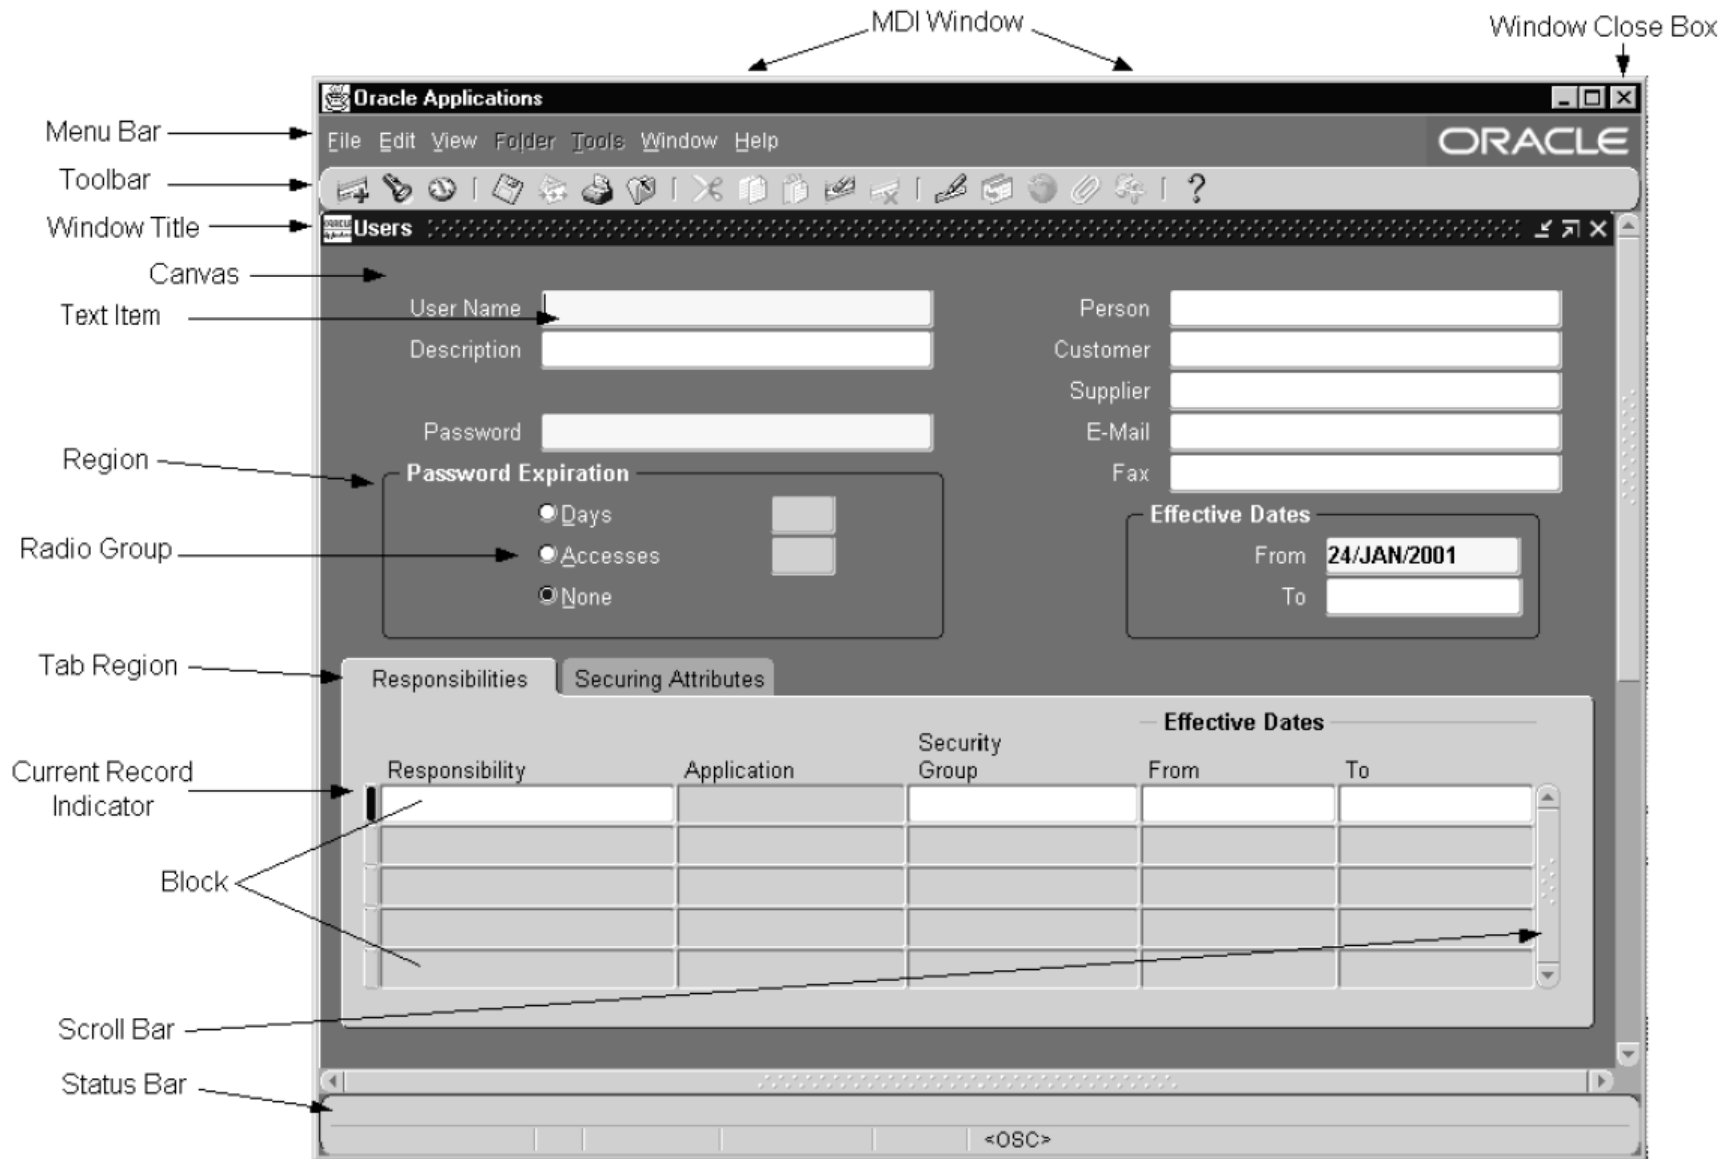 MDI Window
Window Close Box
Oracle Applications
Menu Bar
File Edit View Folder Tools Window Help
ORACLE
Toolbar
?
Window Title
Users
Canvas
Text Item
User Name
Person
Description
Customer
Supplier
Password
E-Mail
Region
Password Expiration
Fax
Days
Effective Dates
Radio Group
Accesses
From 24/JAN/2001
None
To
Tab Region
Responsibilities
Securing Attributes
Effective Dates
Current Record
Indicator
Responsibility
Application
Security
Group
From
To
Block
Scroll Bar
Status Bar
<OSC>